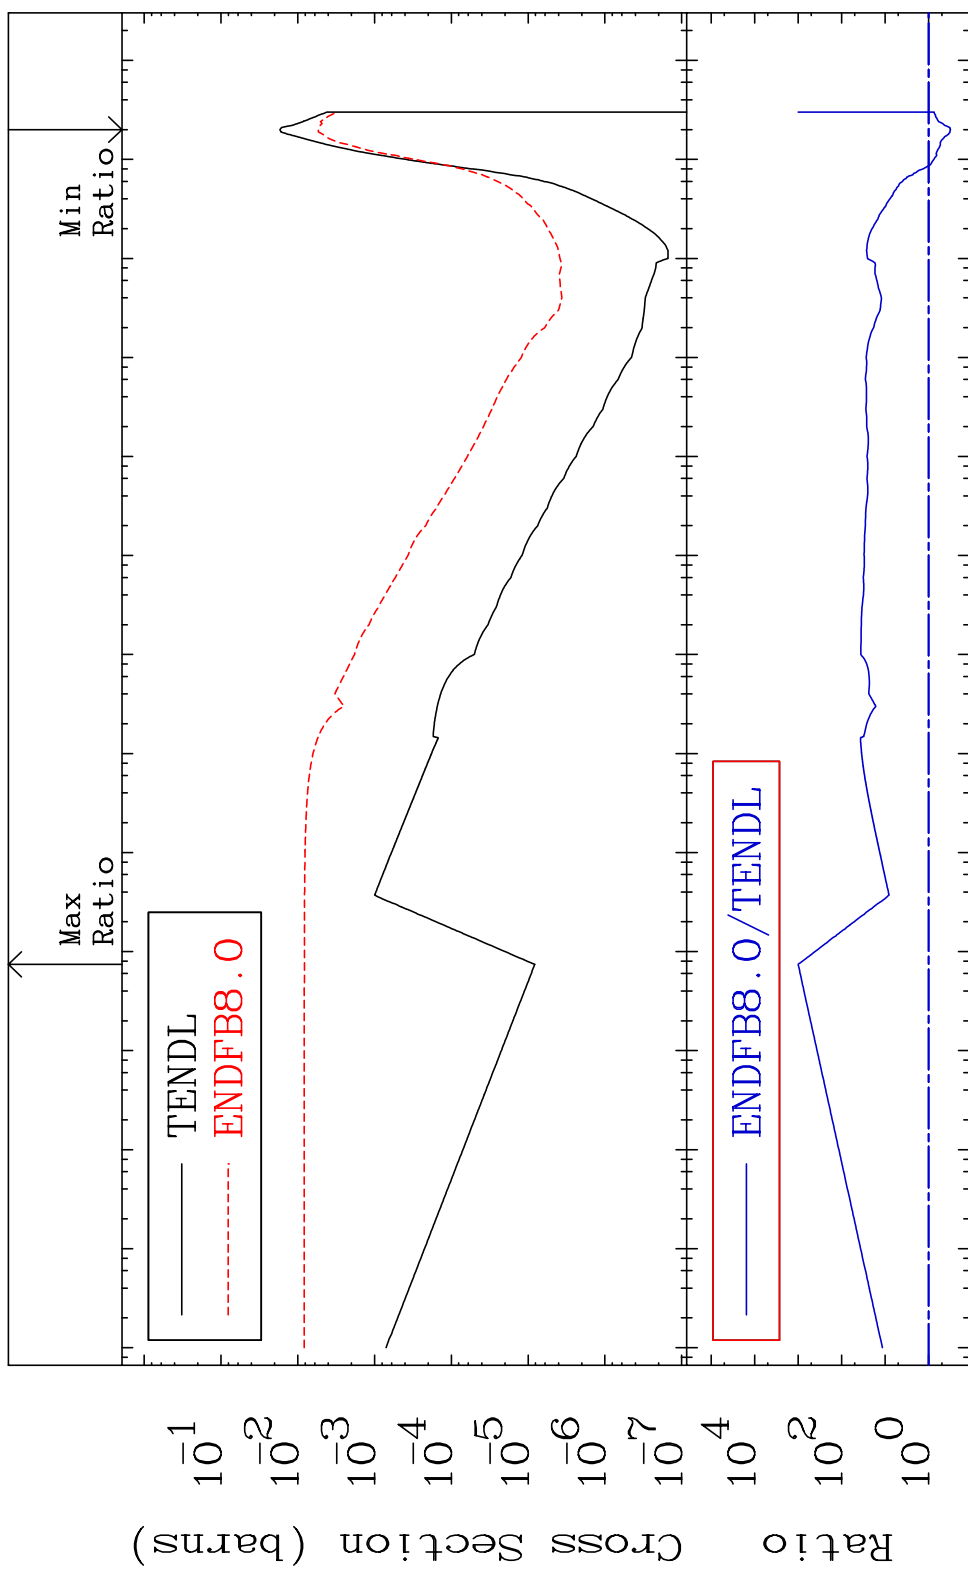 Max
Ratio
Min
Ratio
TENDL
ENDFB8.0
10^-1
10^-2
10^-3
10^-4
10^-5
10^-6
10^-7
Cross Section (barns)
ENDFB8.0/TENDL
10^4
10^2
10^0
Ratio